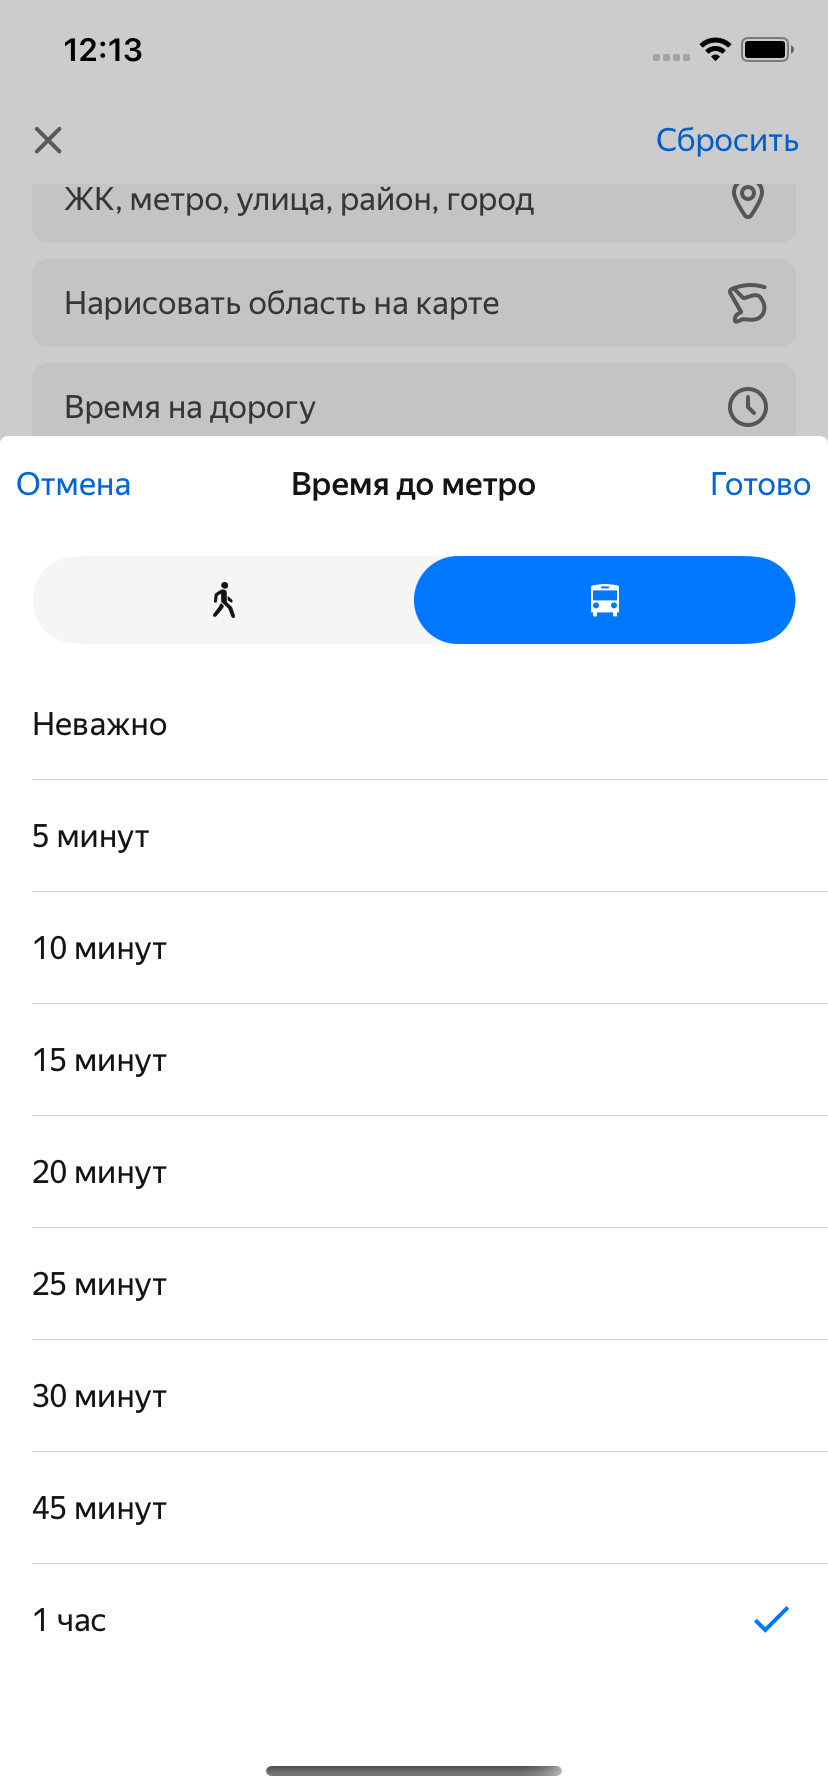 12:13
Сбросить
ЖК, метро, улица, район, город
Нарисовать область на карте
Время на дорогу
Отмена
Время до метро
Готово
Неважно
5 минут
10 минут
15 минут
20 минут
25 минут
30 минут
45 минут
1 час